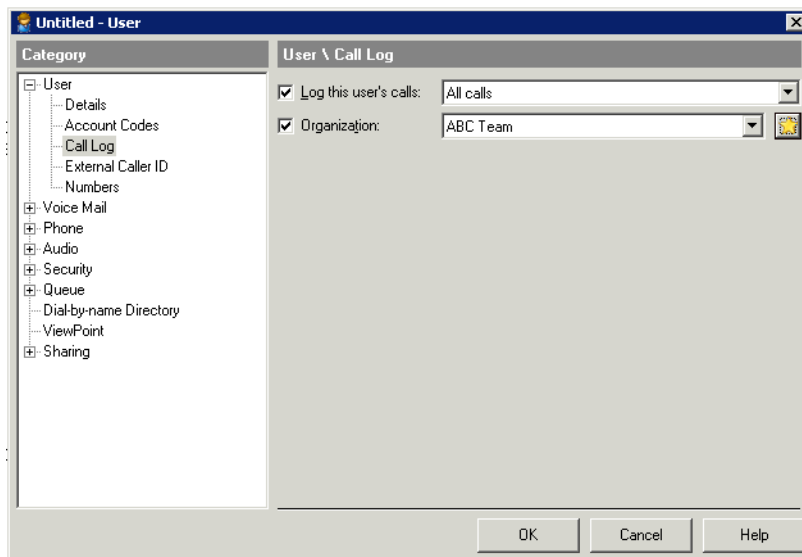 Untitled - User
Category
User
Details
Account Codes
Call Log
External Caller ID
Numbers
Voice Mail
Phone
Audio
Security
Queue
Dial-by-name Directory
ViewPoint
Sharing
User \ Call Log
Log this user's calls: All calls
Organization: ABC Team
OK Cancel Help